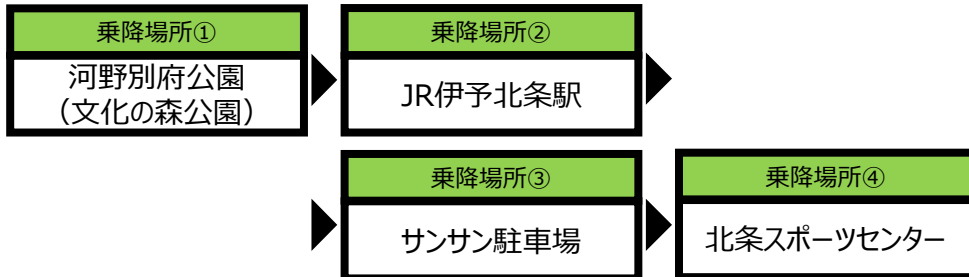 乗降場所①
河野別府公園
（文化の森公園）
乗降場所②
JR伊予北条駅
乗降場所③
サンサン駐車場
乗降場所④
北条スポーツセンター